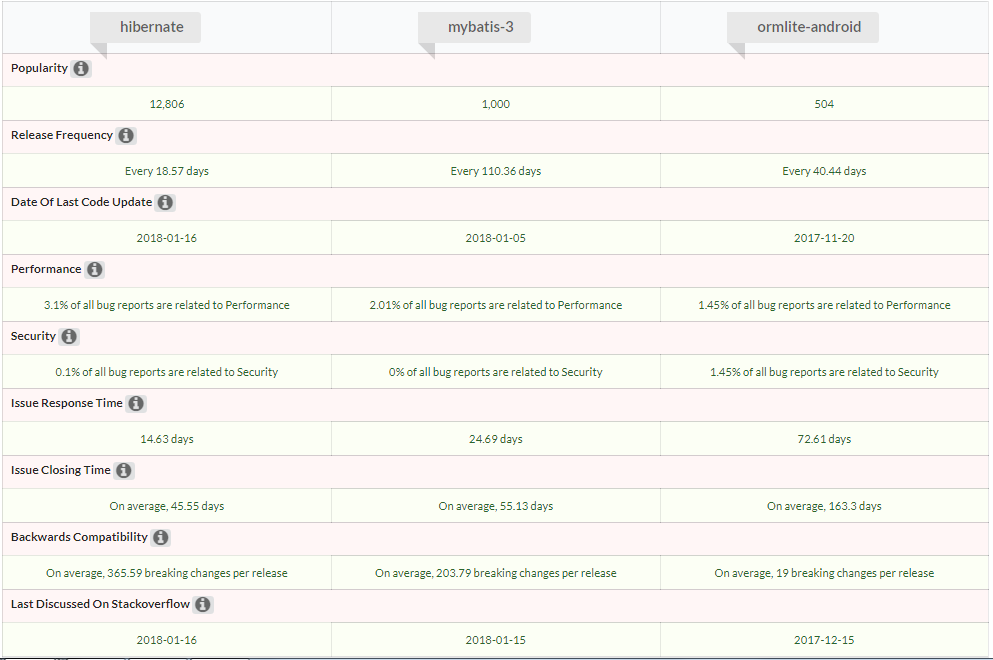 hibernate mybatis-3 ormlite-android
Popularity
12,806 1,000 504
Release Frequency
Every 18.57 days Every 110.36 days Every 40.44 days
Date Of Last Code Update
2018-01-16 2018-01-05 2017-11-20
Performance
3.1% of all bug reports are related to Performance 2.01% of all bug reports are related to Performance 1.45% of all bug reports are related to Performance
Security
0.1% of all bug reports are related to Security 0% of all bug reports are related to Security 1.45% of all bug reports are related to Security
Issue Response Time
14.63 days 24.69 days 72.61 days
Issue Closing Time
On average, 45.55 days On average, 55.13 days On average, 163.3 days
Backwards Compatibility
On average, 365.59 breaking changes per release On average, 203.79 breaking changes per release On average, 19 breaking changes per release
Last Discussed On Stackoverflow
2018-01-16 2018-01-15 2017-12-15